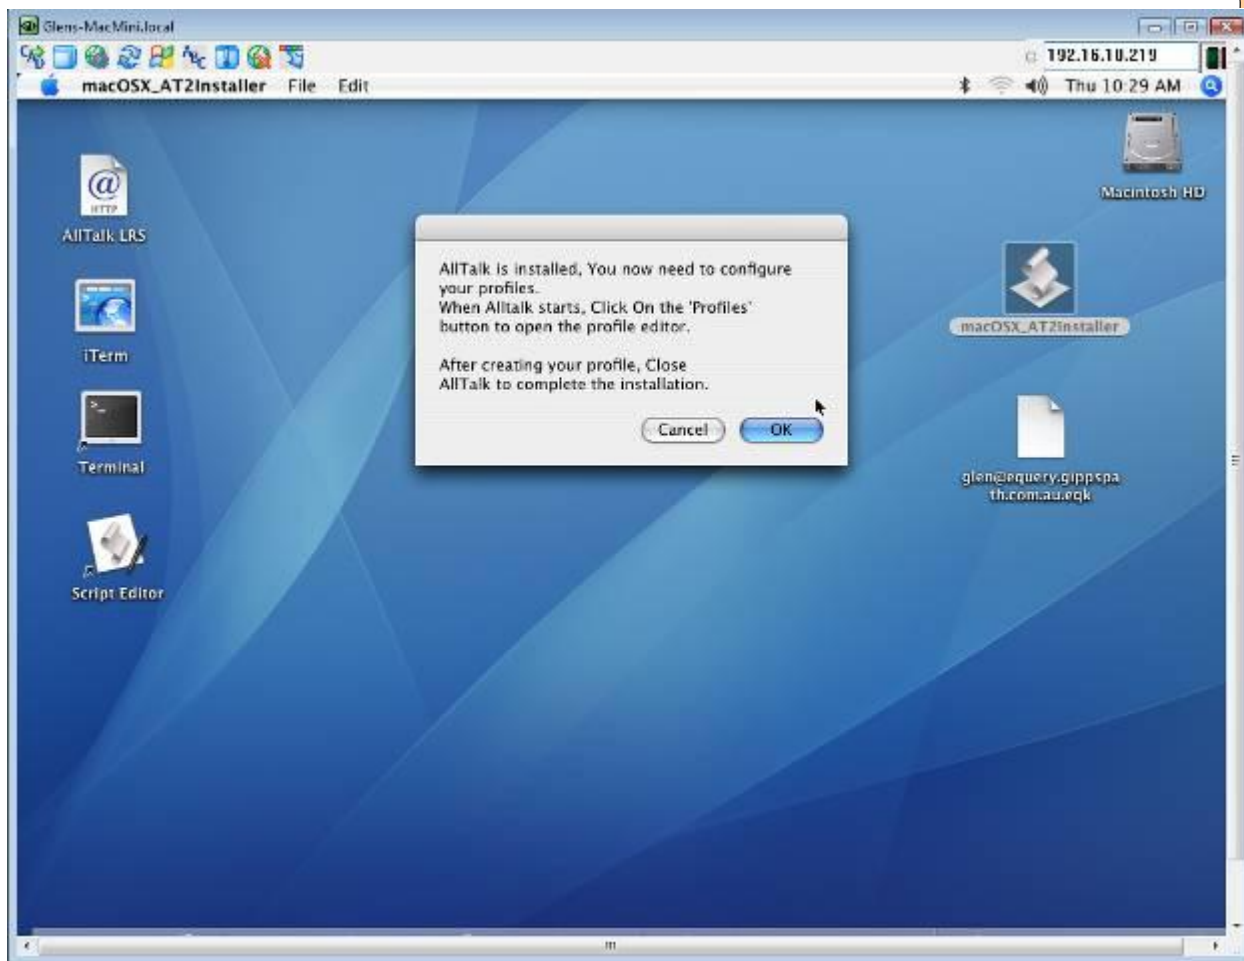 Glens-MacMini.local
192.16.10.219
macOSX_AT2Installer File Edit
Thu 10:29 AM
Macintosh HD
HTTP
AllTalk LRS
AllTalk is installed, You now need to configure
your profiles.
When Alltalk starts, Click On the 'Profiles'
button to open the profile editor.
After creating your profile, Close
AllTalk to complete the installation.
Cancel OK
macOSX_AT2Installer
iTerm
Terminal
glen@equery.gippspa
th.com.au.eqk
Script Editor